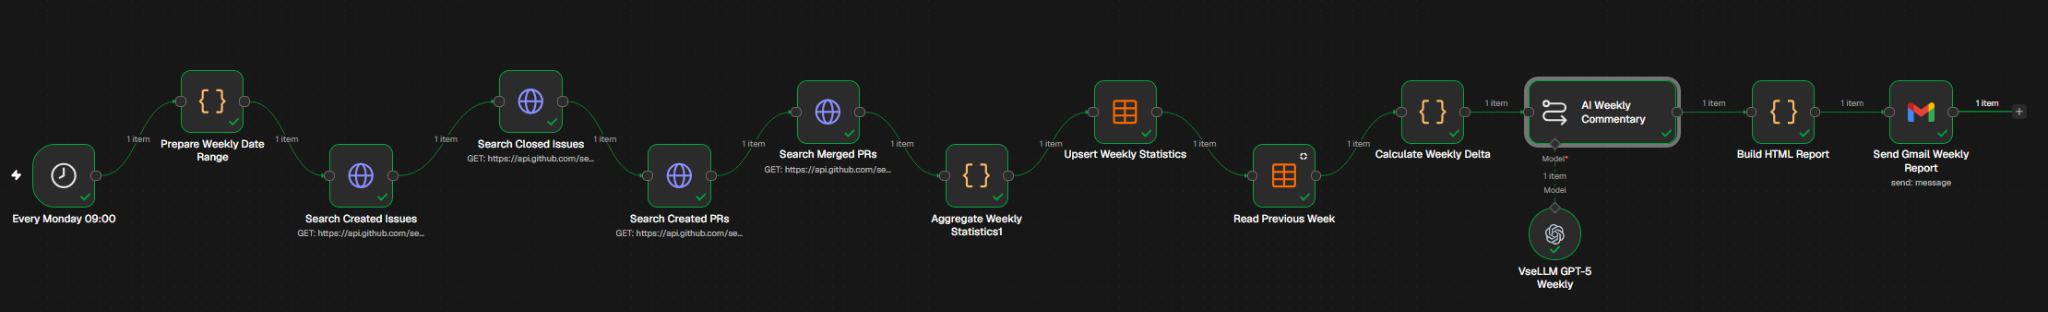 Every Monday 09:00
1 item
Prepare Weekly Date
Range
1 item
Search Created Issues
GET: https://api.github.com/se...
1 item
Search Closed Issues
GET: https://api.github.com/se...
1 item
Search Created PRs
GET: https://api.github.com/se...
1 item
Search Merged PRs
GET: https://api.github.com/se...
1 item
Aggregate Weekly
Statistics1
1 item
Upsert Weekly Statistics
1 item
Read Previous Week
1 item
{ }
Calculate Weekly Delta
1 item
AI Weekly
Commentary
Model*
1 item
Model
VseLLM GPT-5
Weekly
1 item
Build HTML Report
1 item
Send Gmail Weekly
Report
send: message
1 item